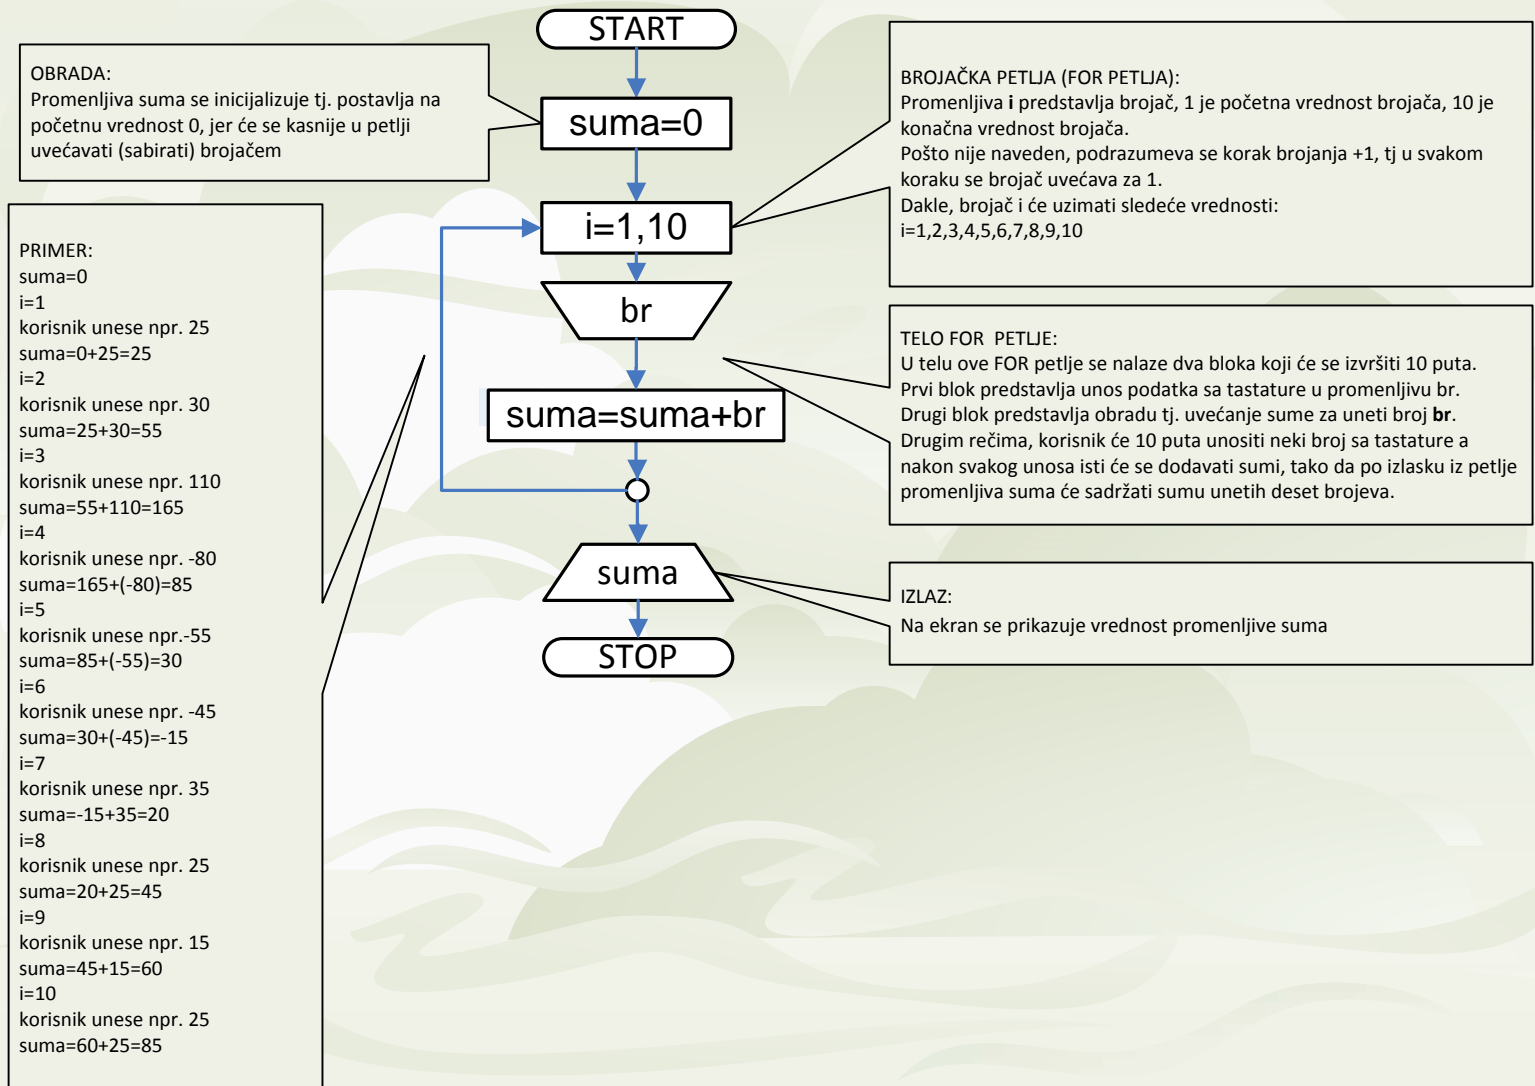 START
OBRADA:
Promenljiva suma se inicijalizuje tj. postavlja na
početnu vrednost 0, jer će se kasnije u petlji
uvećavati (sabirati) brojačem
suma=0
BROJAČKA PETLJA (FOR PETLJA):
Promenljiva i predstavlja brojač, 1 je početna vrednost brojača, 10 je
konačna vrednost brojača.
Pošto nije naveden, podrazumeva se korak brojanja +1, tj u svakom
koraku se brojač uvećava za 1.
Dakle, brojač i će uzimati sledeće vrednosti:
i=1,2,3,4,5,6,7,8,9,10
i=1,10
br
TELO FOR  PETLJE:
U telu ove FOR petlje se nalaze dva bloka koji će se izvršiti 10 puta.
Prvi blok predstavlja unos podatka sa tastature u promenljivu br.
Drugi blok predstavlja obradu tj. uvećanje sume za uneti broj br.
Drugim rečima, korisnik će 10 puta unositi neki broj sa tastature a
nakon svakog unosa isti će se dodavati sumi, tako da po izlasku iz petlje
promenljiva suma će sadržati sumu unetih deset brojeva.
suma=suma+br
suma
IZLAZ:
Na ekran se prikazuje vrednost promenljive suma
STOP
PRIMER:
suma=0
i=1
korisnik unese npr. 25
suma=0+25=25
i=2
korisnik unese npr. 30
suma=25+30=55
i=3
korisnik unese npr. 110
suma=55+110=165
i=4
korisnik unese npr. -80
suma=165+(-80)=85
i=5
korisnik unese npr.-55
suma=85+(-55)=30
i=6
korisnik unese npr. -45
suma=30+(-45)=-15
i=7
korisnik unese npr. 35
suma=-15+35=20
i=8
korisnik unese npr. 25
suma=20+25=45
i=9
korisnik unese npr. 15
suma=45+15=60
i=10
korisnik unese npr. 25
suma=60+25=85